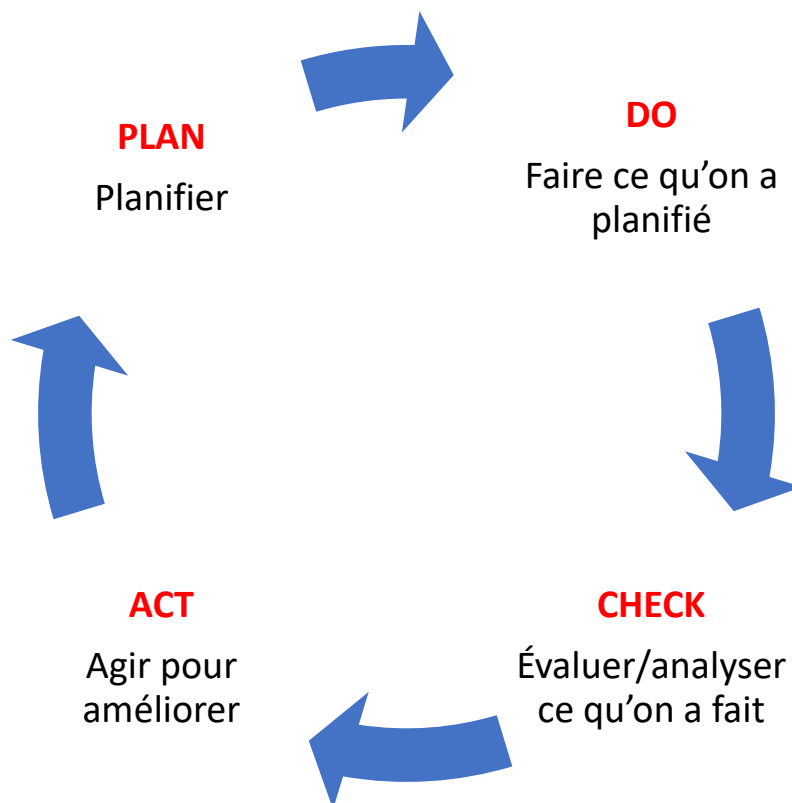 PLAN
Planifier
DO
Faire ce qu’on a
planifié
CHECK
Évaluer/analyser
ce qu’on a fait
ACT
Agir pour
améliorer